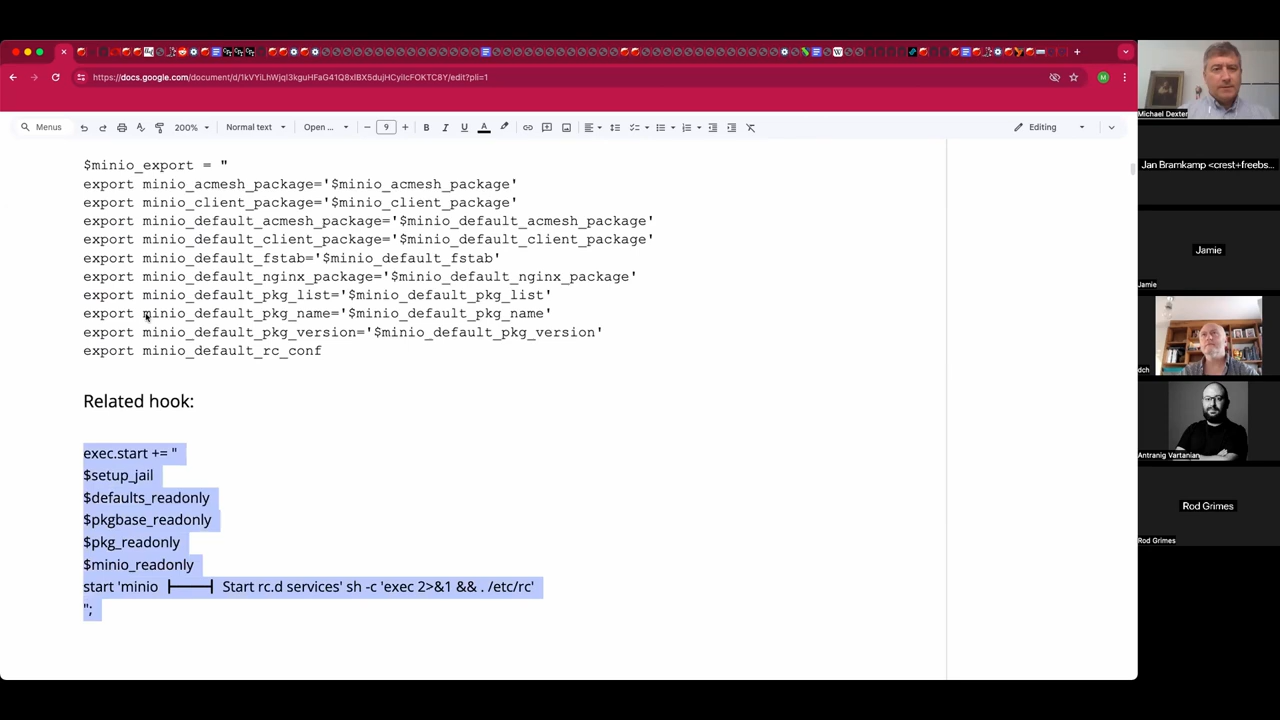 https://docs.google.com/document/d/1kVYiLhWjqI3kguHFaG41Q8xIBX5dujHCyiIcFOKTC8Y/edit?pli=1
M
Menus
200%
Normal text
Open ...
9
Editing
$minio_export = "
export minio_acmesh_package='$minio_acmesh_package'
export minio_client_package='$minio_client_package'
export minio_default_acmesh_package='$minio_default_acmesh_package'
export minio_default_client_package='$minio_default_client_package'
export minio_default_fstab='$minio_default_fstab'
export minio_default_nginx_package='$minio_default_nginx_package'
export minio_default_pkg_list='$minio_default_pkg_list'
export minio_default_pkg_name='$minio_default_pkg_name'
export minio_default_pkg_version='$minio_default_pkg_version'
export minio_default_rc_conf
Related hook:
exec.start += "
$setup_jail
$defaults_readonly
$pkgbase_readonly
$pkg_readonly
$minio_readonly
start 'minio ├───┤ Start rc.d services' sh -c 'exec 2>&1 && . /etc/rc'
";
Michael Dexter
Jan Bramkamp <crest+freebs...
Jamie
Jamie
dch
Antranig Vartanian
Rod Grimes
Rod Grimes